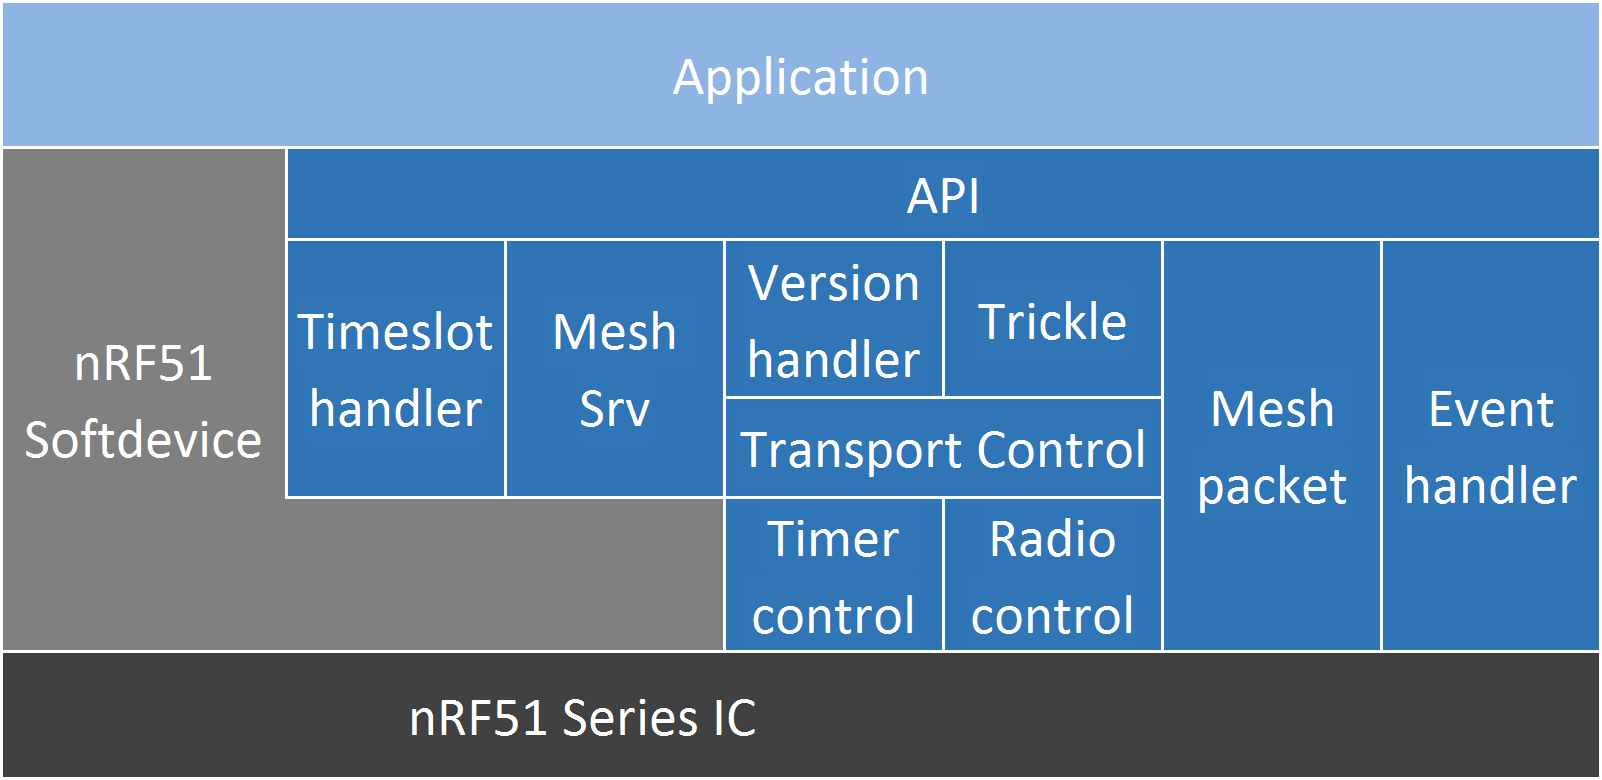 Application
API
nRF51
Softdevice
Timeslot
handler
Mesh
Srv
Version
handler
Trickle
Transport Control
Timer
control
Radio
control
Mesh
packet
Event
handler
nRF51 Series IC